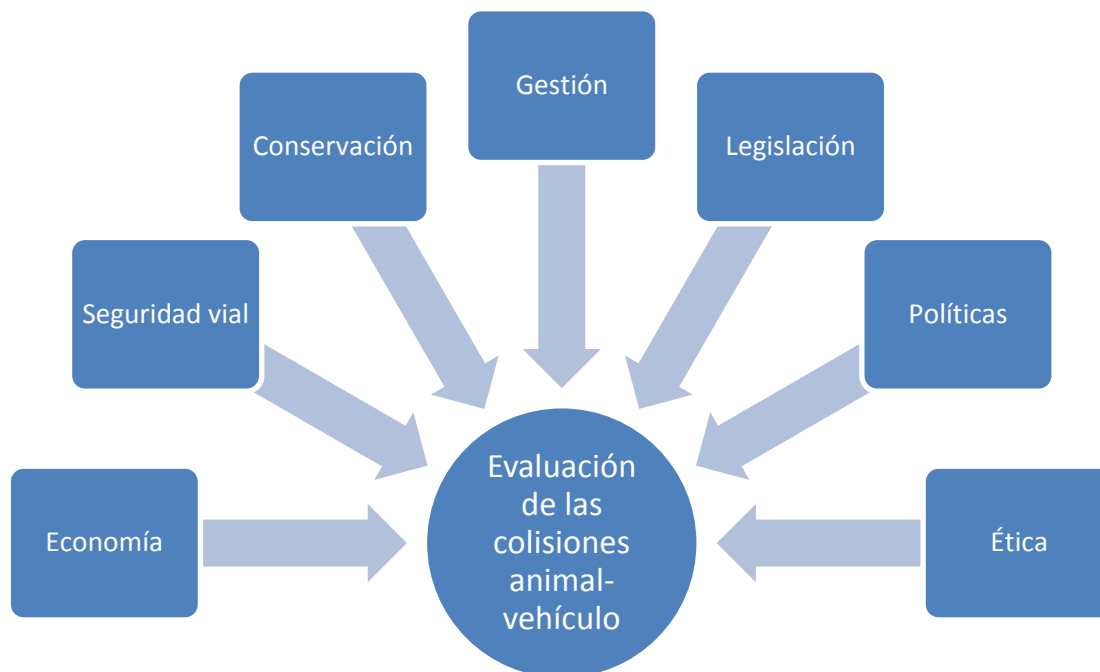 Gestión
Conservación
Legislación
Seguridad vial
Políticas
Economía
Evaluación
de las
colisiones
animal-
vehículo
Ética